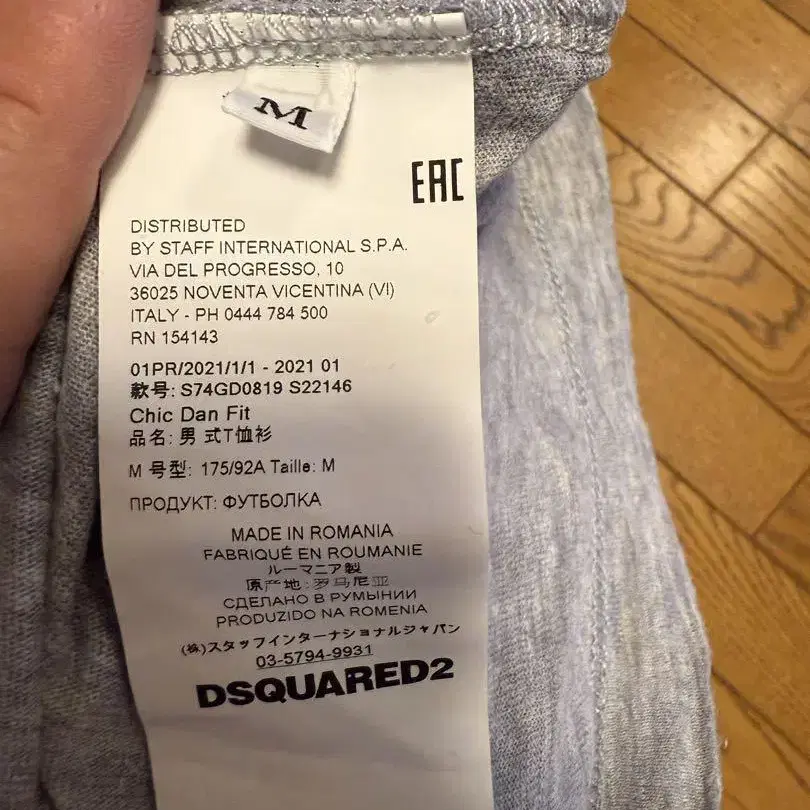 M
EAC
DISTRIBUTED
BY STAFF INTERNATIONAL S.P.A.
VIA DEL PROGRESSO, 10
36025 NOVENTA VICENTINA (VI)
ITALY - PH 0444 784 500
RN 154143
01PR/2021/1/1 - 2021 01
款号: S74GD0819 S22146
Chic Dan Fit
品名: 男 式T恤衫
M 号型: 175/92A Taille: M
ПРОДУКТ: ФУТБОЛКА
MADE IN ROMANIA
FABRIQUÉ EN ROUMANIE
ルーマニア製
原产地: 罗马尼亚
СДЕЛАНО В РУМЫНИИ
PRODUZIDO NA ROMENIA
(株)スタッフインターナショナルジャパン
03-5794-9931
DSQUARED2